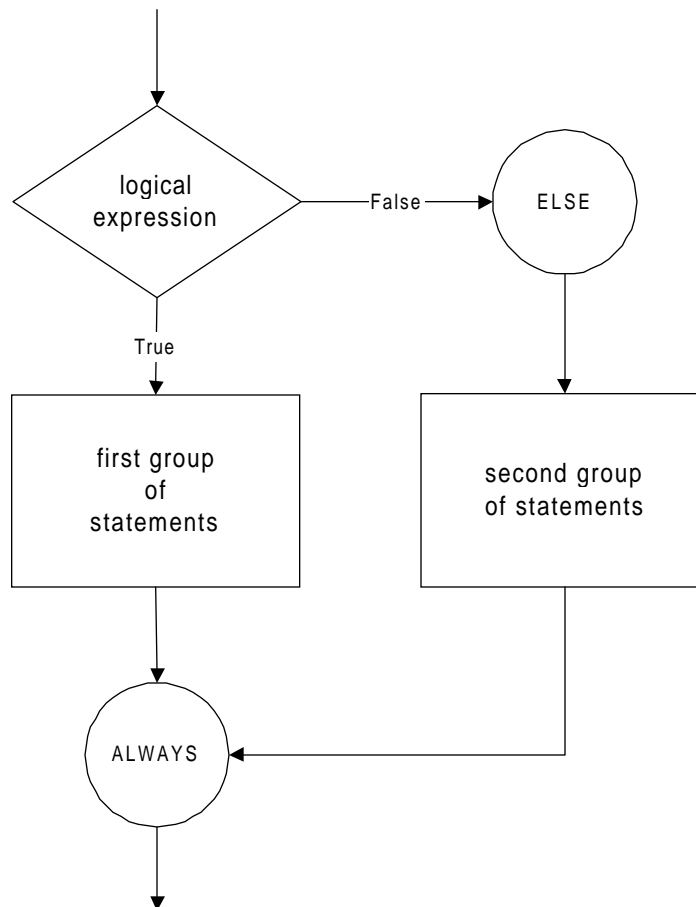 logical
expression
False
ELSE
True
first group
of
statements
second group
of statements
ALWAYS